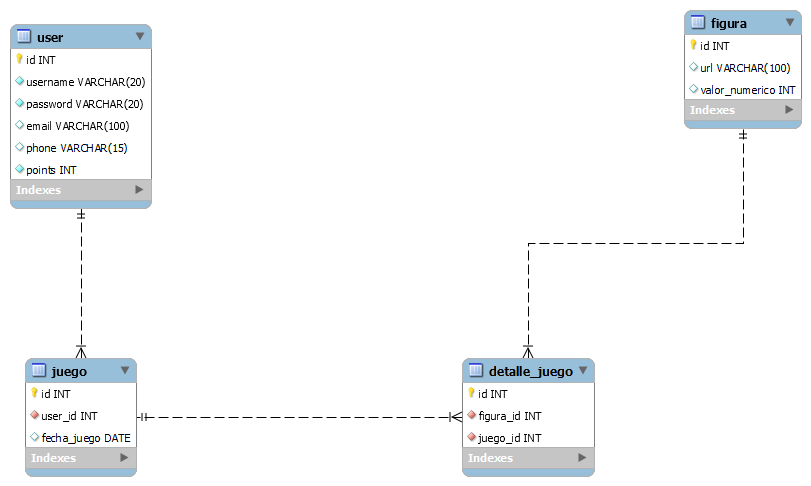 user
id INT
username VARCHAR(20)
password VARCHAR(20)
email VARCHAR(100)
phone VARCHAR(15)
points INT
Indexes
figura
id INT
url VARCHAR(100)
valor_numerico INT
Indexes
juego
id INT
user_id INT
fecha_juego DATE
Indexes
detalle_juego
id INT
figura_id INT
juego_id INT
Indexes